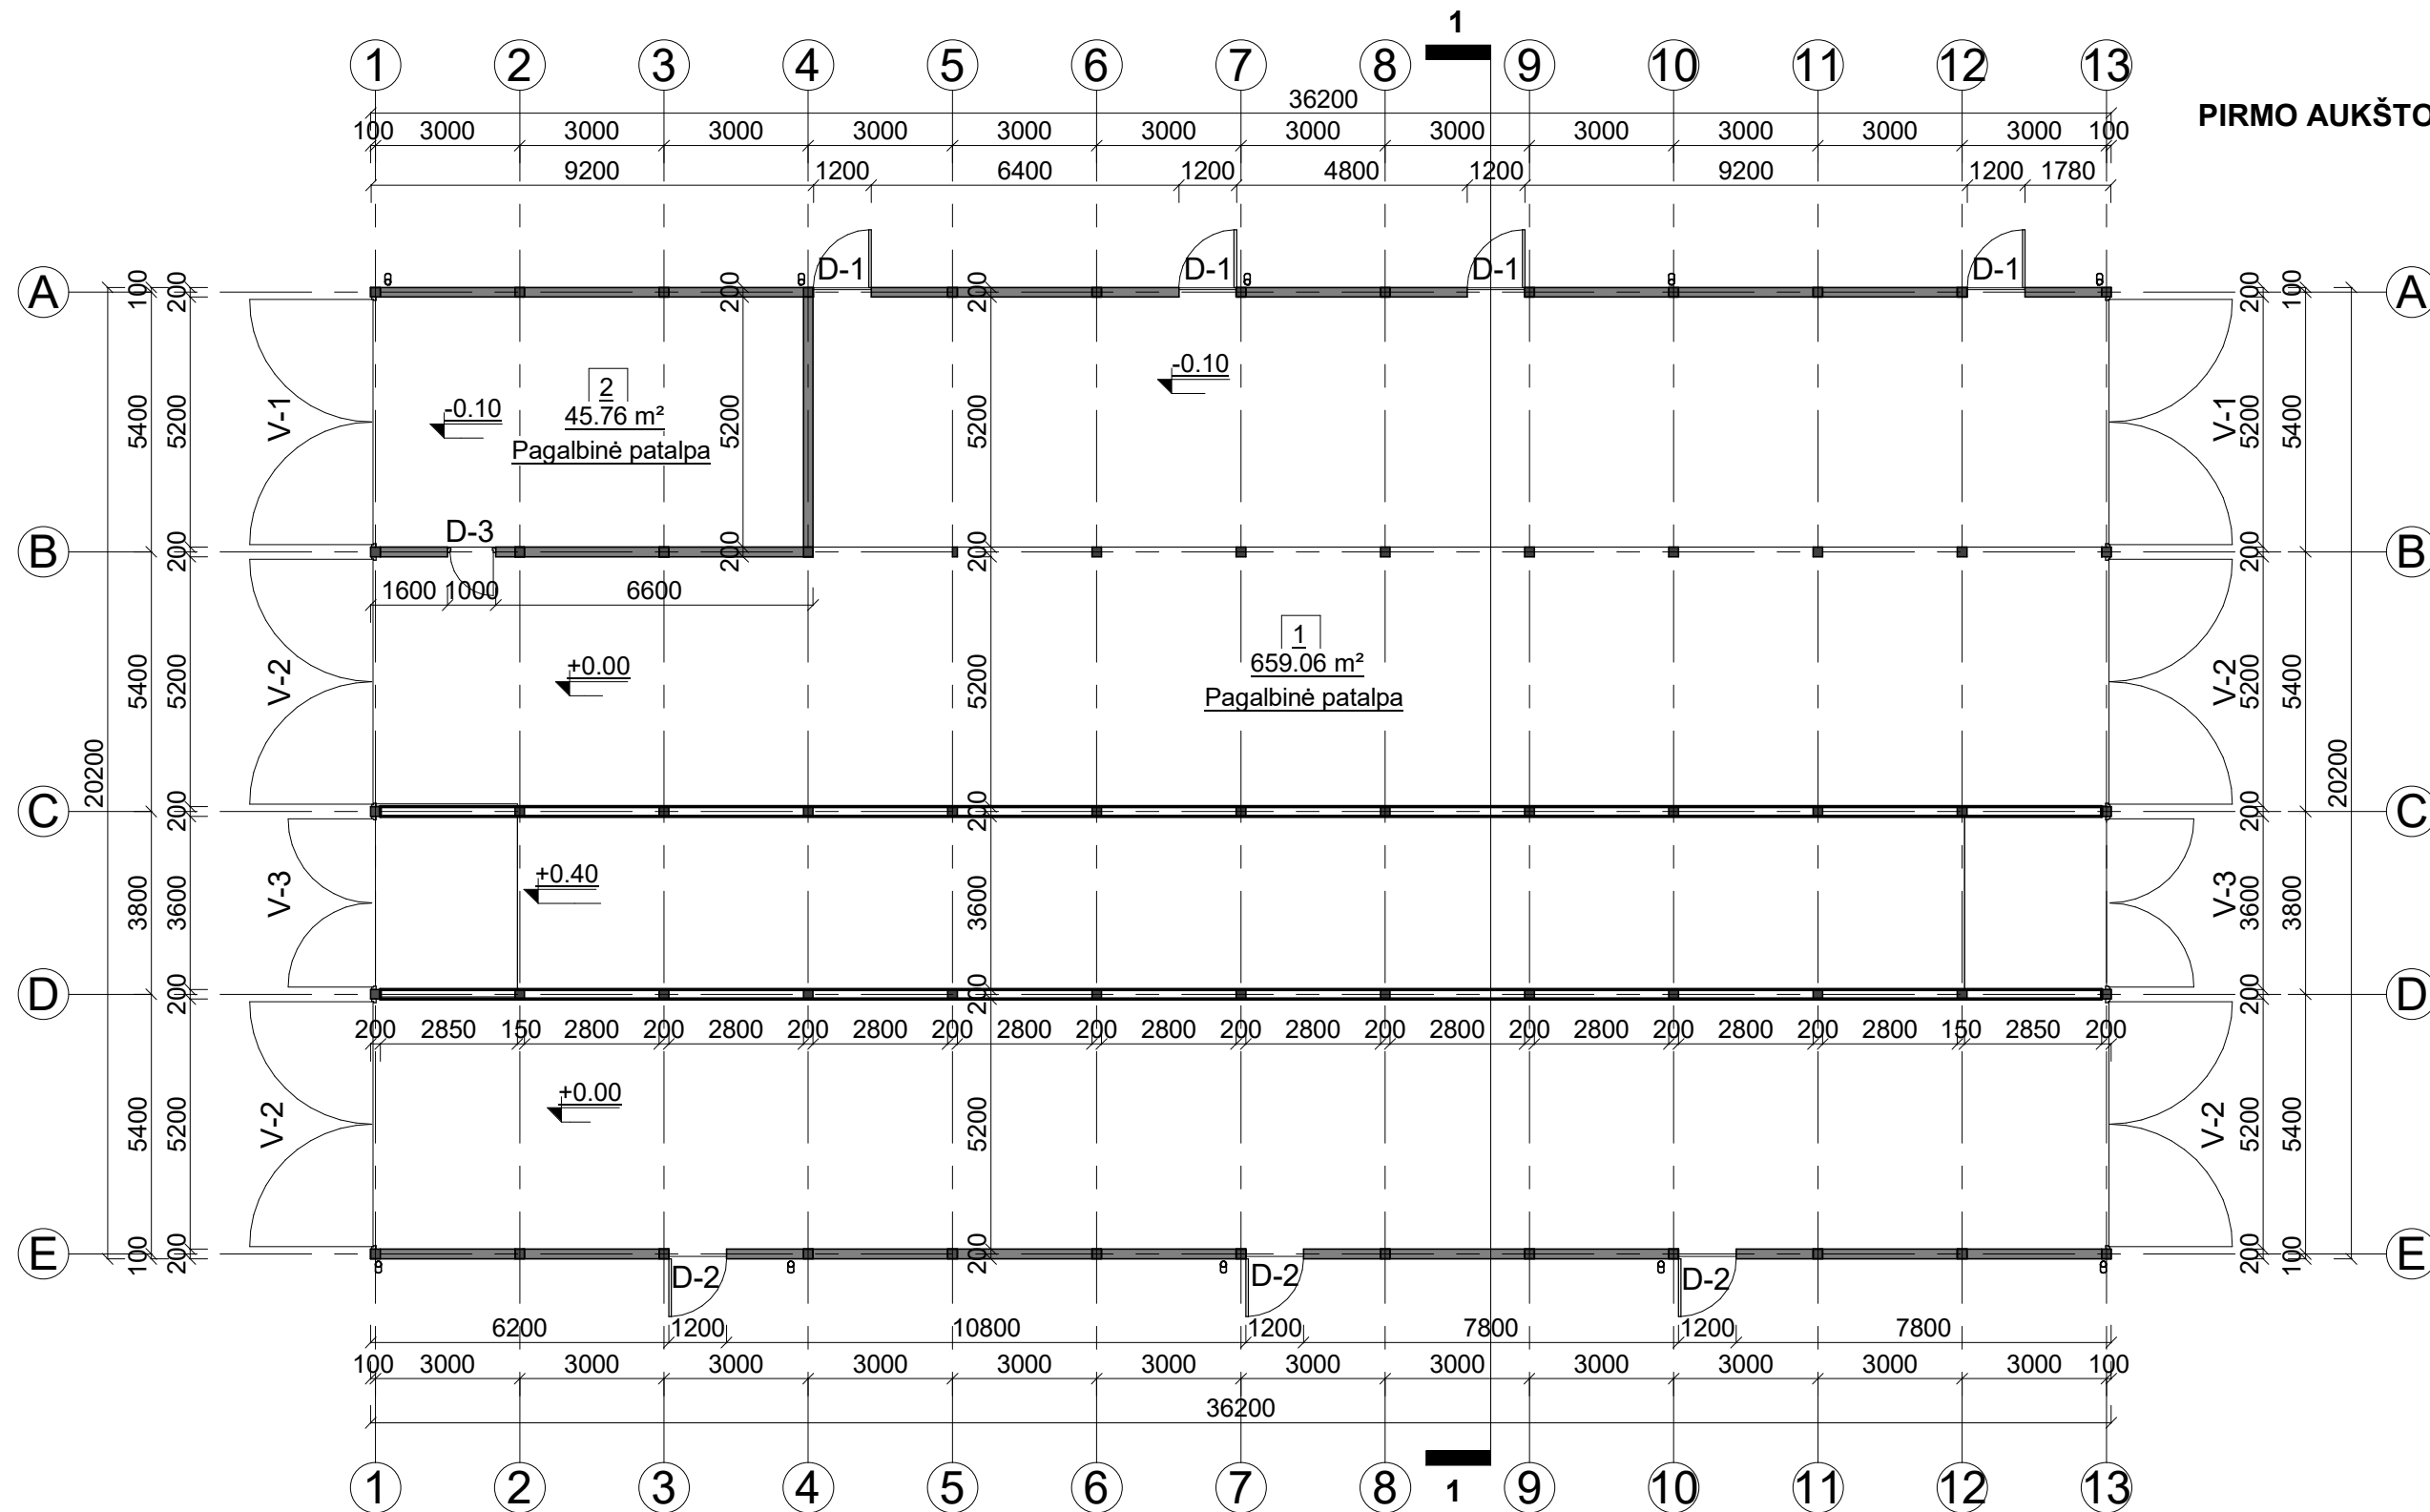 1
1 2 3 4 5 6 7 8 9 10 11 12 13
PIRMO AUKŠTO
36200
100 3000 3000 3000 3000 3000 3000 3000 3000 3000 3000 3000 3000 100
9200 1200 6400 1200 4800 1200 9200 1200 1780
D-1 D-1 D-1 D-1
A 100 200 200 200 200 100 A
-0.10
2
45.76 m²
Pagalbinė patalpa
-0.10
5400 5200 V-1 5200 5200 V-1 5200 5400
D-3
B 200 200 200 200 B
1600 1000 6600
1
659.06 m²
Pagalbinė patalpa
+0.00
5400 5200 V-2 5200 V-2 5200 5400
20200 20200
C 200 200 200 C
+0.40
3800 3600 V-3 3600 V-3 3600 3800
D 200 200 200 D
200 2850 150 2800 200 2800 200 2800 200 2800 200 2800 200 2800 200 2800 200 2800 200 2800 200 2800 150 2850 200
+0.00
5400 5200 V-2 5200 V-2 5200 5400
E 100 200 200 200 100 E
D-2 D-2 D-2
6200 1200 10800 1200 7800 1200 7800
100 3000 3000 3000 3000 3000 3000 3000 3000 3000 3000 3000 3000 100
36200
1 2 3 4 5 6 7 8 9 10 11 12 13
1